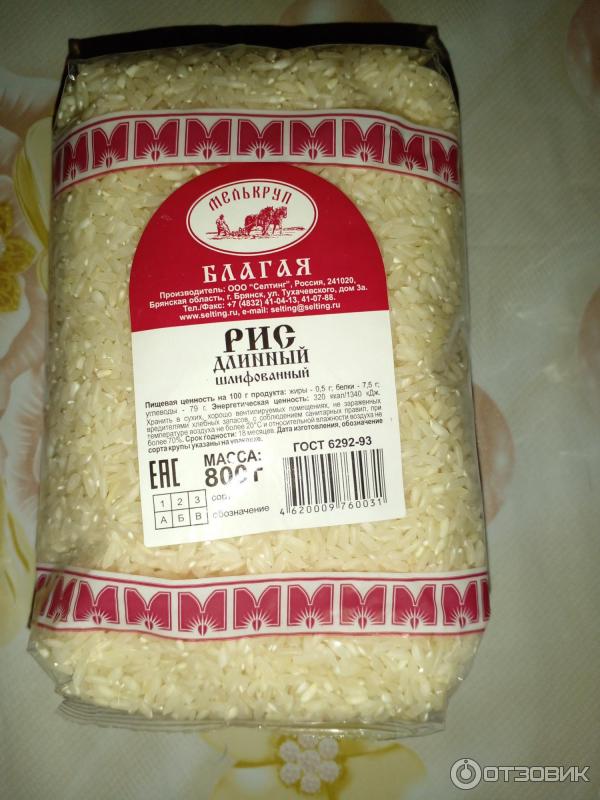 МЕЛЬКРУП
БЛАГАЯ
Производитель: ООО "Селтинг", Россия, 241020,
Брянская область, г. Брянск, ул. Тухачевского, дом 3а.
Тел./Факс: +7 (4832) 41-04-13, 41-07-88.
www.selting.ru, e-mail: selting@selting.ru
РИС
ДЛИННЫЙ
шлифованный
Пищевая ценность на 100 г продукта: жиры - 0,5 г; белки - 7,5 г;
углеводы - 79 г. Энергетическая ценность: 320 ккал/1340 кДж.
Хранить в сухих, хорошо вентилируемых помещениях, не зараженных
вредителями хлебных запасов, с соблюдением санитарных правил, при
температуре воздуха не более 20°С и относительной влажности воздуха не
более 70%. Срок годности: 18 месяцев. Дата изготовления, обозначение
сорта крупы указаны на упаковке.
ГОСТ 6292-93
EAC
МАССА:
800 г
1 2 3
А Б В обозначение
4 620009 760031
ОТЗОВИК